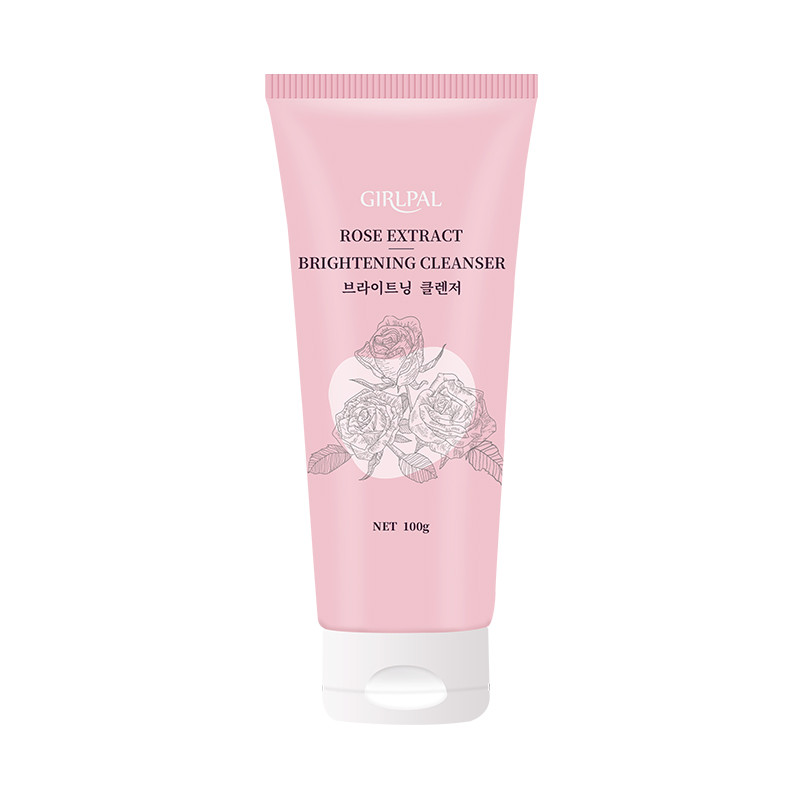 GIRLPAL
ROSE EXTRACT
BRIGHTENING CLEANSER
브라이트닝 클렌저
NET 100g